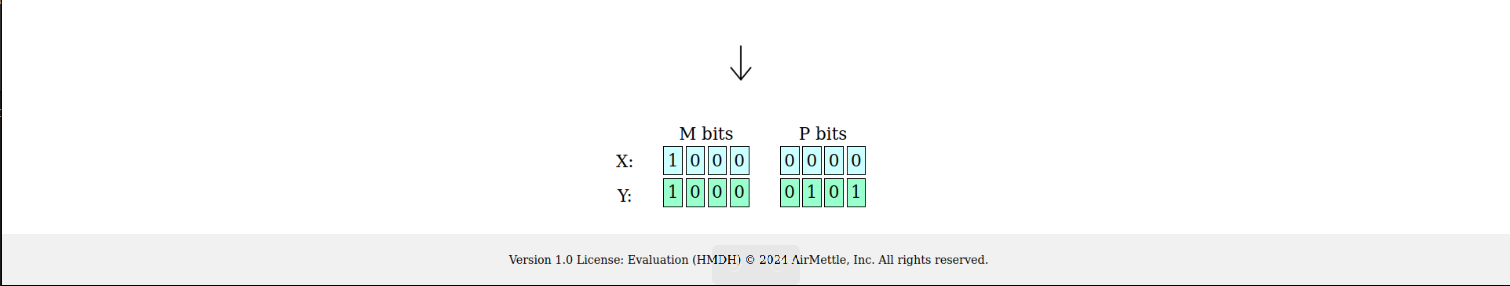 M bits P bits
X: 1 0 0 0 0 0 0 0
Y: 1 0 0 0 0 1 0 1
Version 1.0 License: Evaluation (HMDH) © 2024 AirMettle, Inc. All rights reserved.